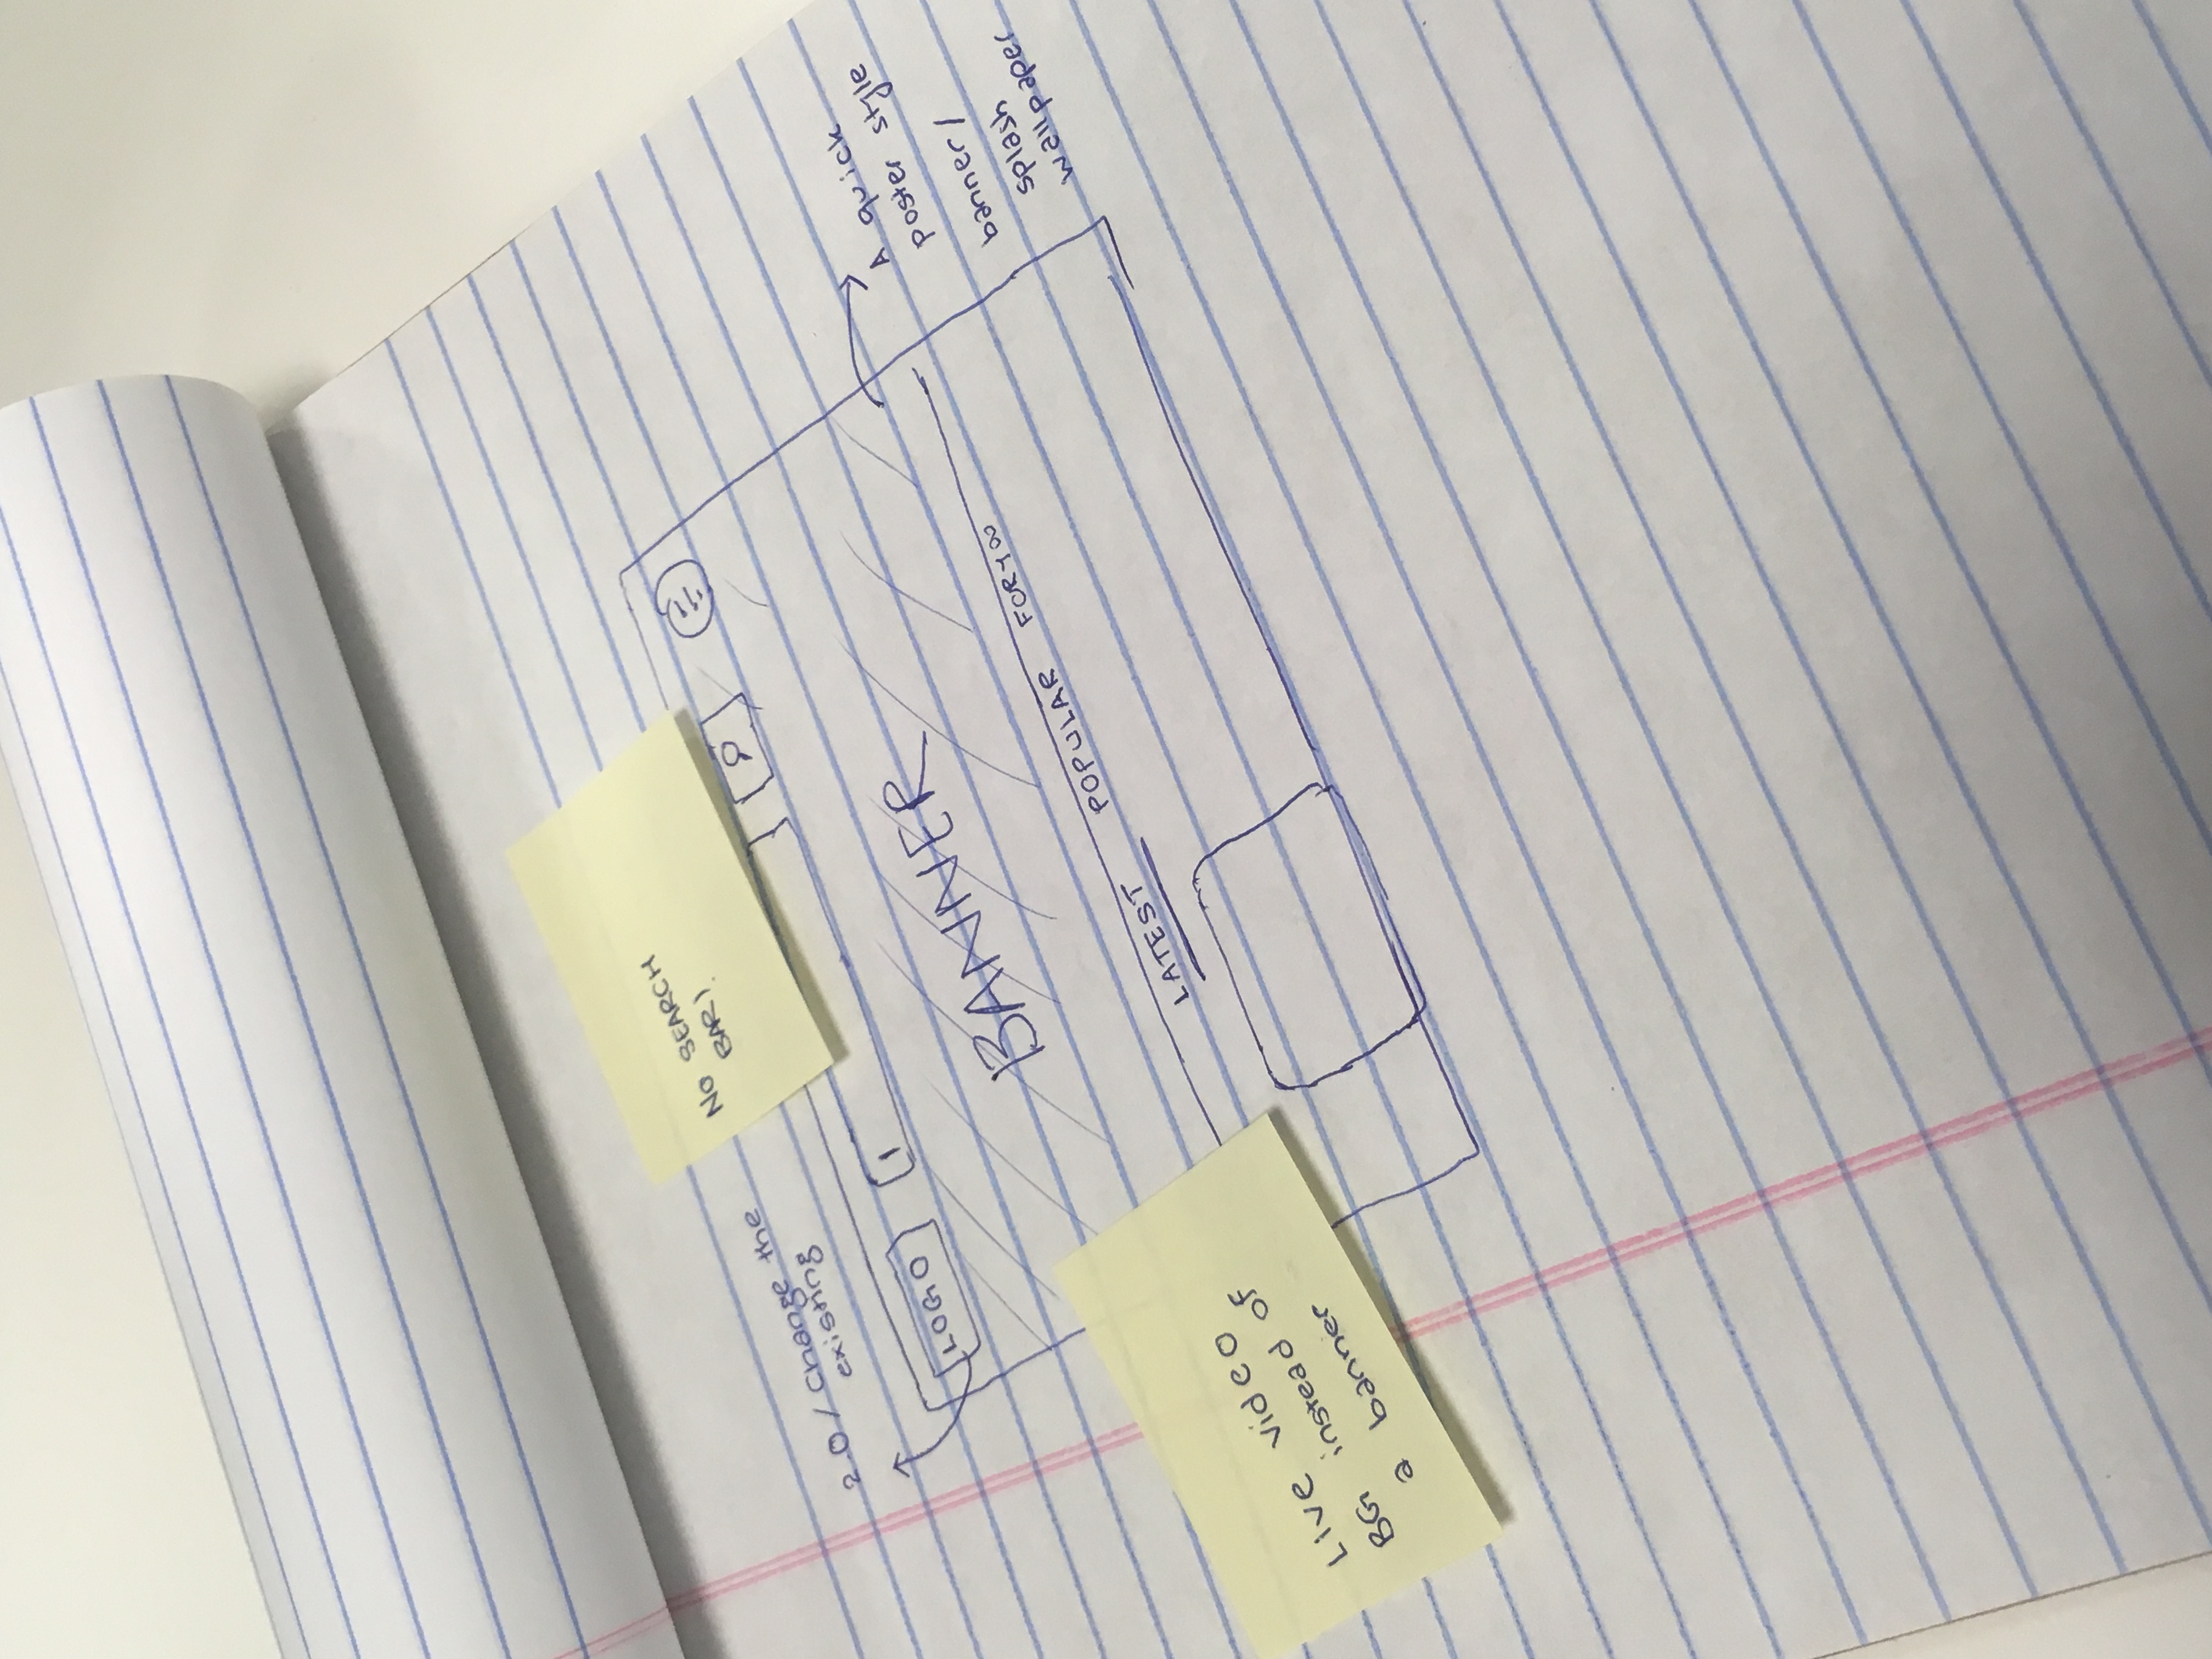 NO SEARCH
BAR)
2.0 / change the
existing
LOGO
BANNER
A quick
poster style
banner /
splash
wallpaper
LATEST
POPULAR
FOR YOU
Live video
BG instead of
a banner